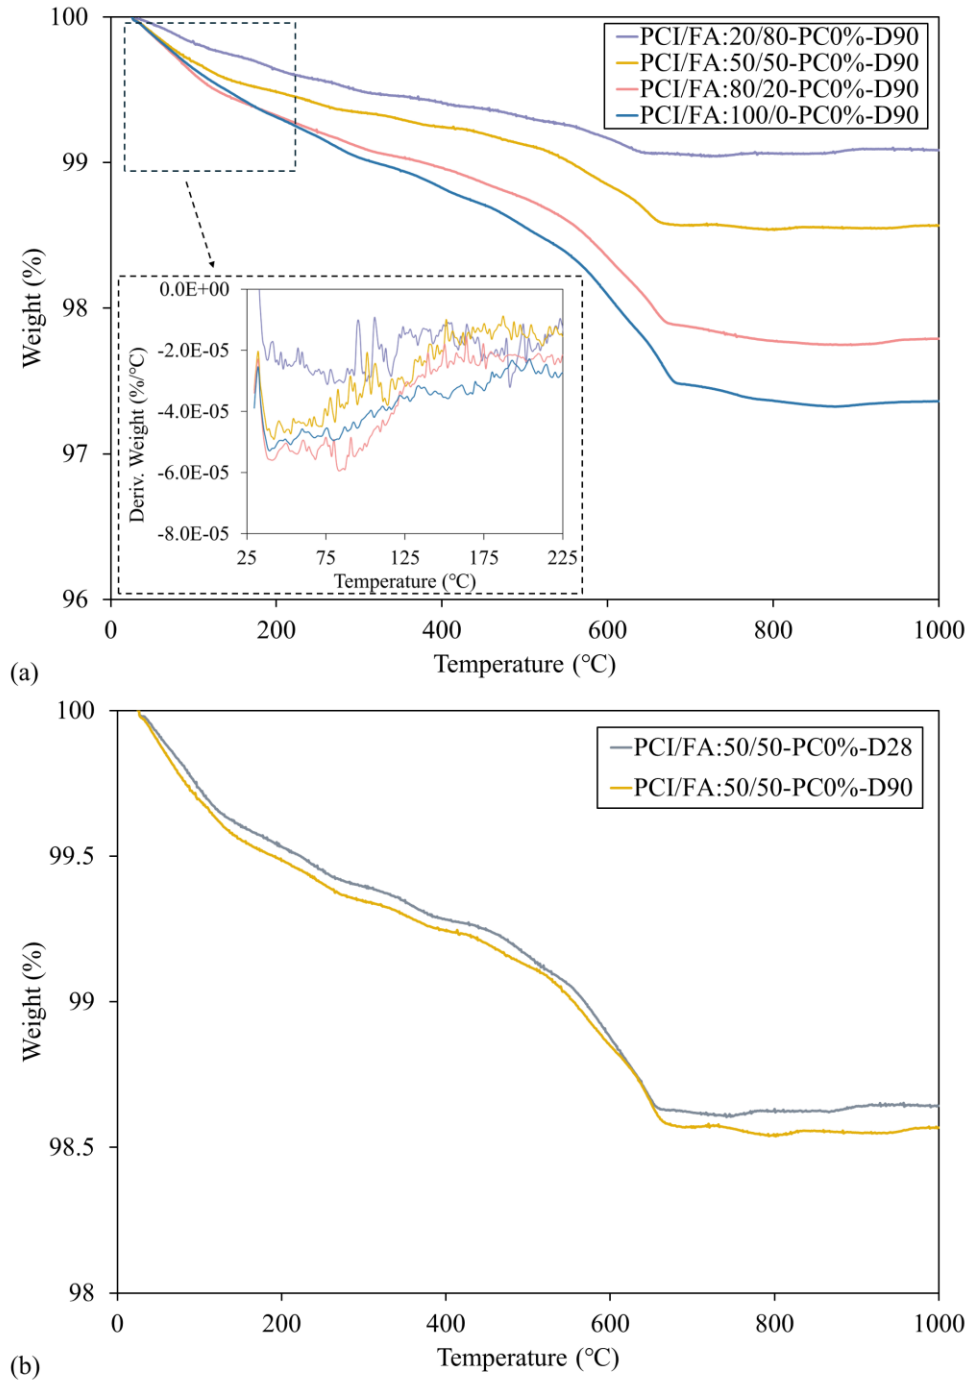 100
99
98
97
96
Weight (%)
PCI/FA:20/80-PC0%-D90
PCI/FA:50/50-PC0%-D90
PCI/FA:80/20-PC0%-D90
PCI/FA:100/0-PC0%-D90
0.0E+00
-2.0E-05
-4.0E-05
-6.0E-05
-8.0E-05
Deriv. Weight (%/°C)
25 75 125 175 225
Temperature (°C)
0 200 400 600 800 1000
Temperature (°C)
(a)
100
99.5
99
98.5
98
Weight (%)
PCI/FA:50/50-PC0%-D28
PCI/FA:50/50-PC0%-D90
0 200 400 600 800 1000
Temperature (°C)
(b)